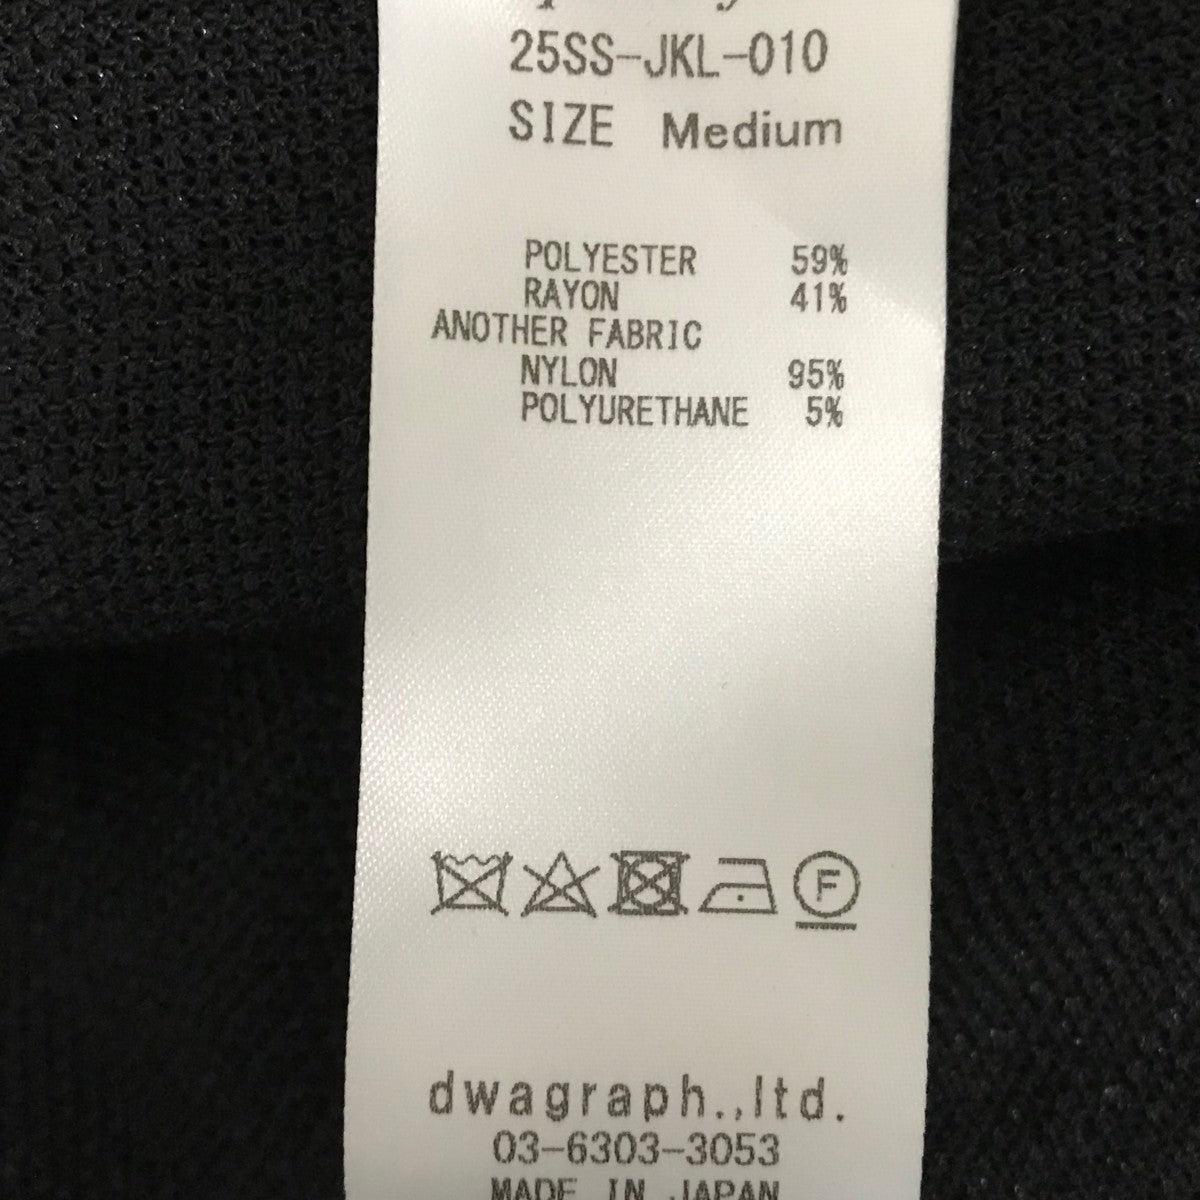 25SS-JKL-010
SIZE Medium
POLYESTER 59%
RAYON 41%
ANOTHER FABRIC
NYLON 95%
POLYURETHANE 5%
F
dwagraph.,ltd.
03-6303-3053
MADE IN JAPAN